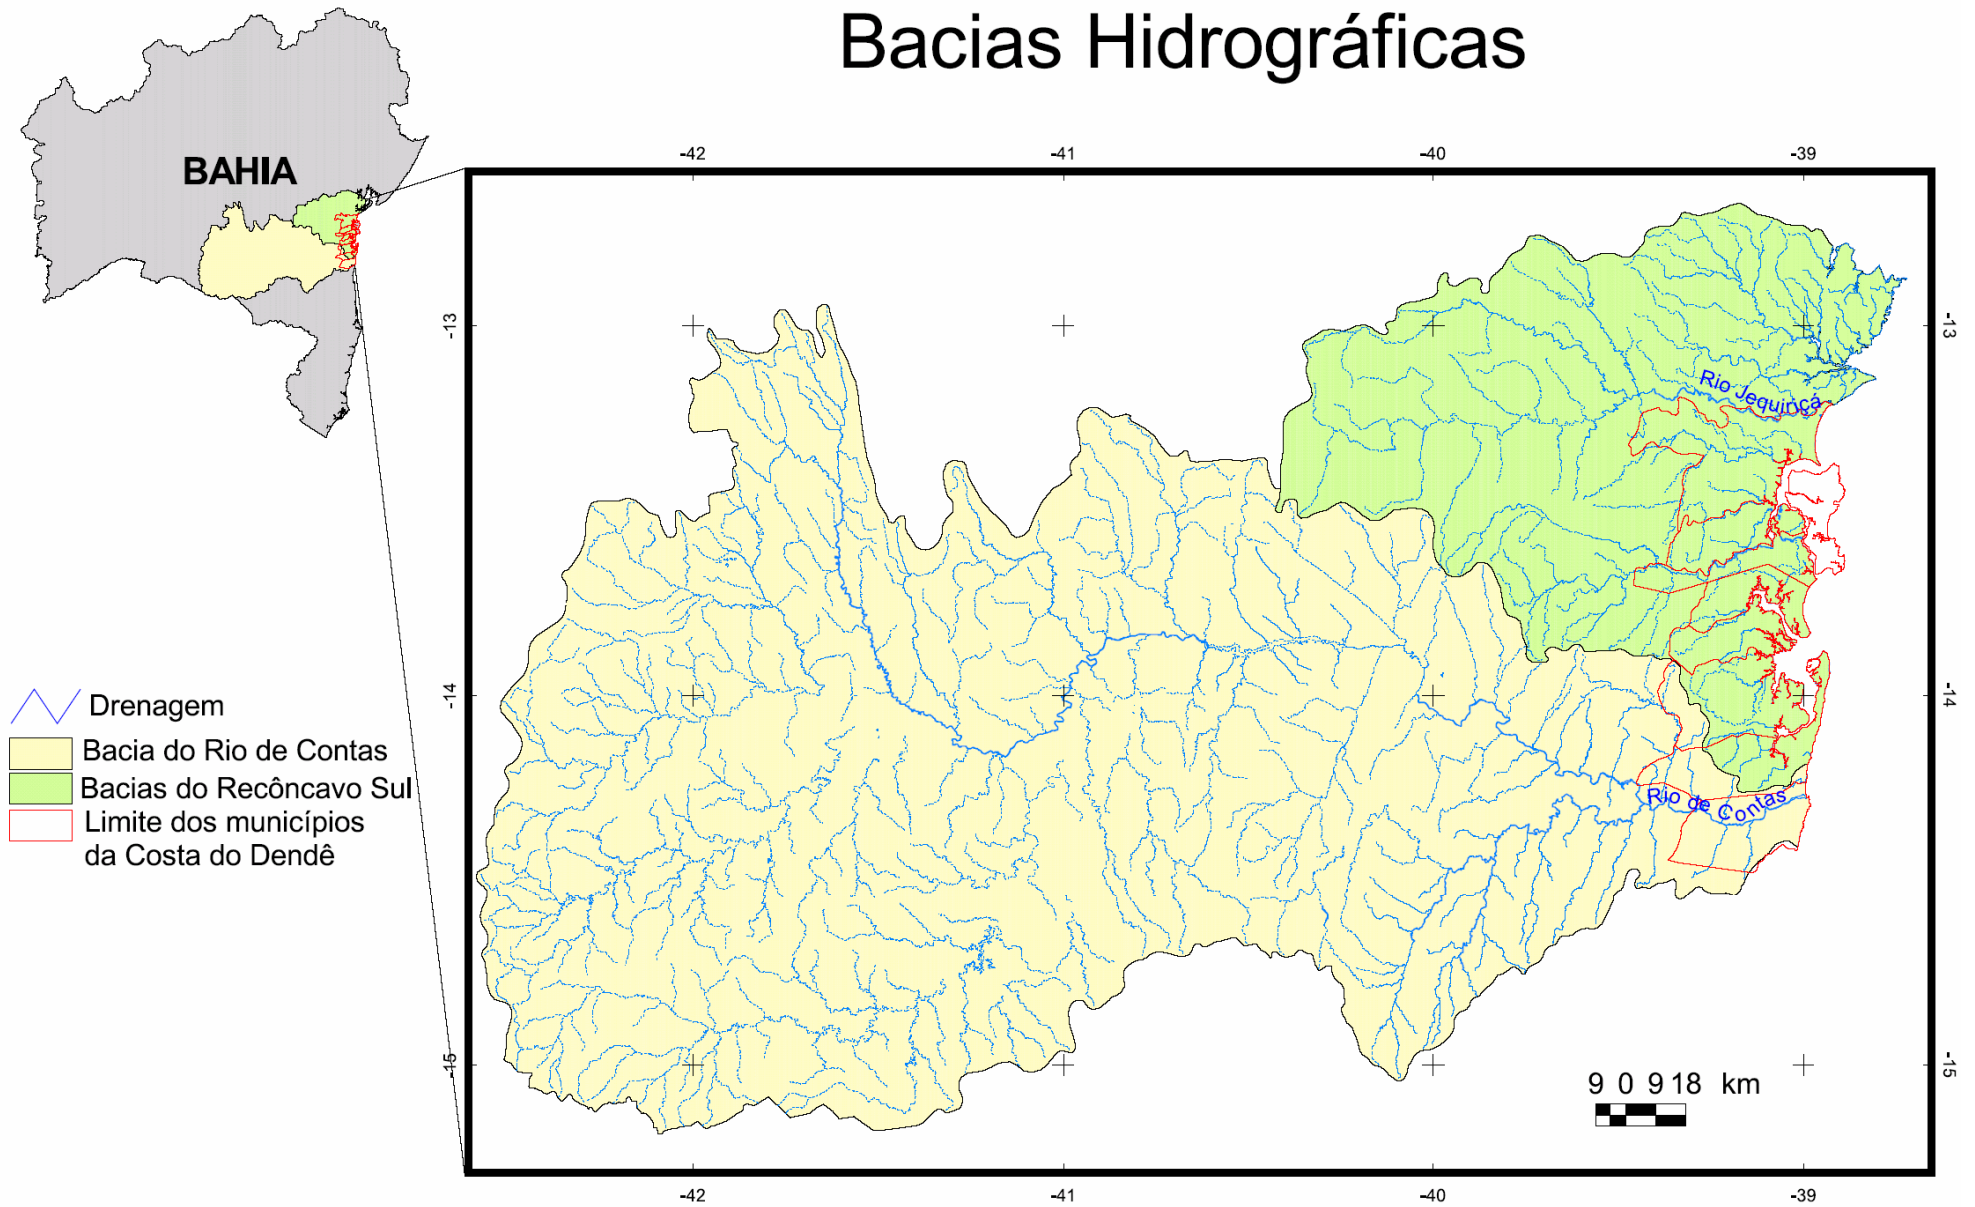 Bacias Hidrográficas
BAHIA
-42 -41 -40 -39
-13 -13
Rio Jequiriçá
-14 -14
Drenagem
Bacia do Rio de Contas
Bacias do Recôncavo Sul
Limite dos municípios
da Costa do Dendê
Rio de Contas
-15 -15
9 0 9 18 km
-42 -41 -40 -39